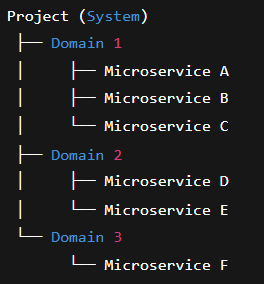 Project (System)
├── Domain 1
│     ├── Microservice A
│     ├── Microservice B
│     └── Microservice C
├── Domain 2
│     ├── Microservice D
│     └── Microservice E
└── Domain 3
      └── Microservice F